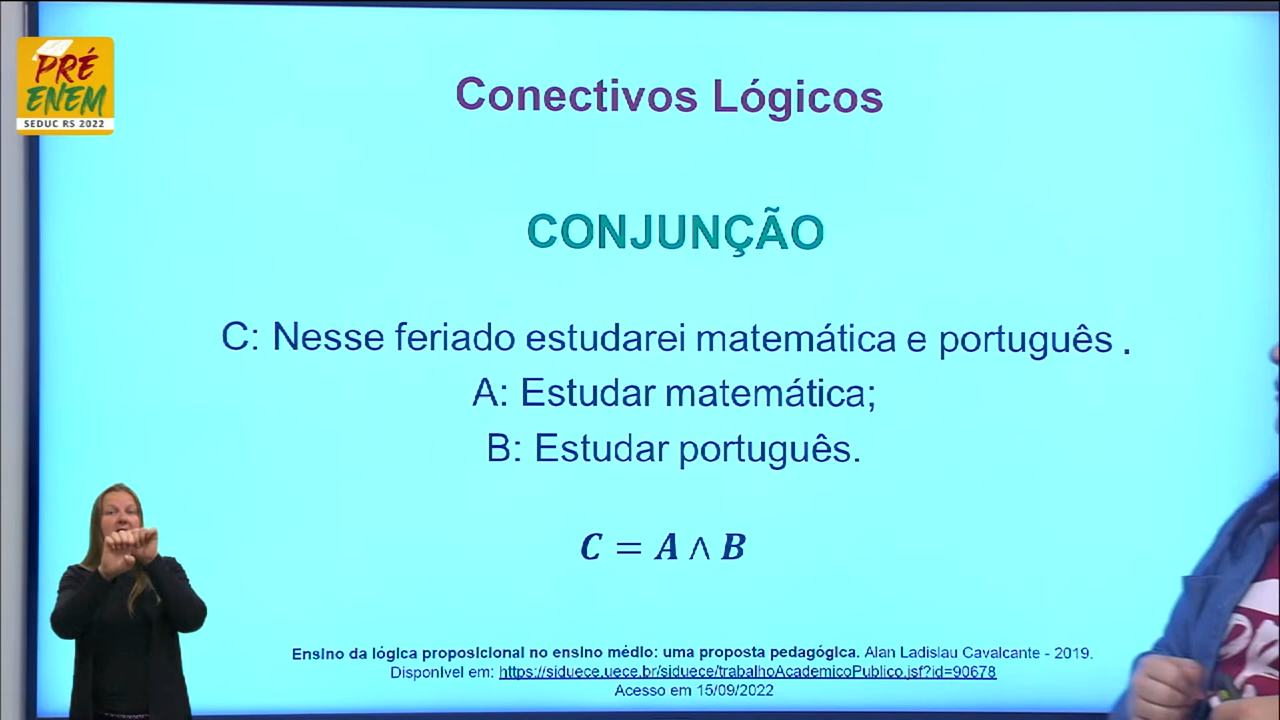 PRÉ
ENEM
SEDUC RS 2022
Conectivos Lógicos
CONJUNÇÃO
C: Nesse feriado estudarei matemática e português .
A: Estudar matemática;
B: Estudar português.
C = A ∧ B
Ensino da lógica proposicional no ensino médio: uma proposta pedagógica. Alan Ladislau Cavalcante - 2019.
Disponível em: https://siduece.uece.br/siduece/trabalhoAcademicoPublico.jsf?id=90678
Acesso em 15/09/2022